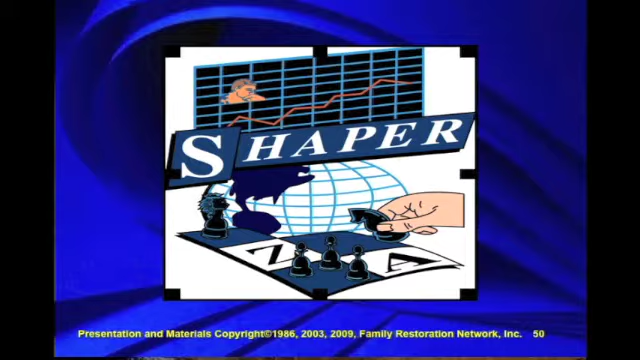 SHAPER
Z A
Presentation and Materials Copyright©1986, 2003, 2009, Family Restoration Network, Inc. 50